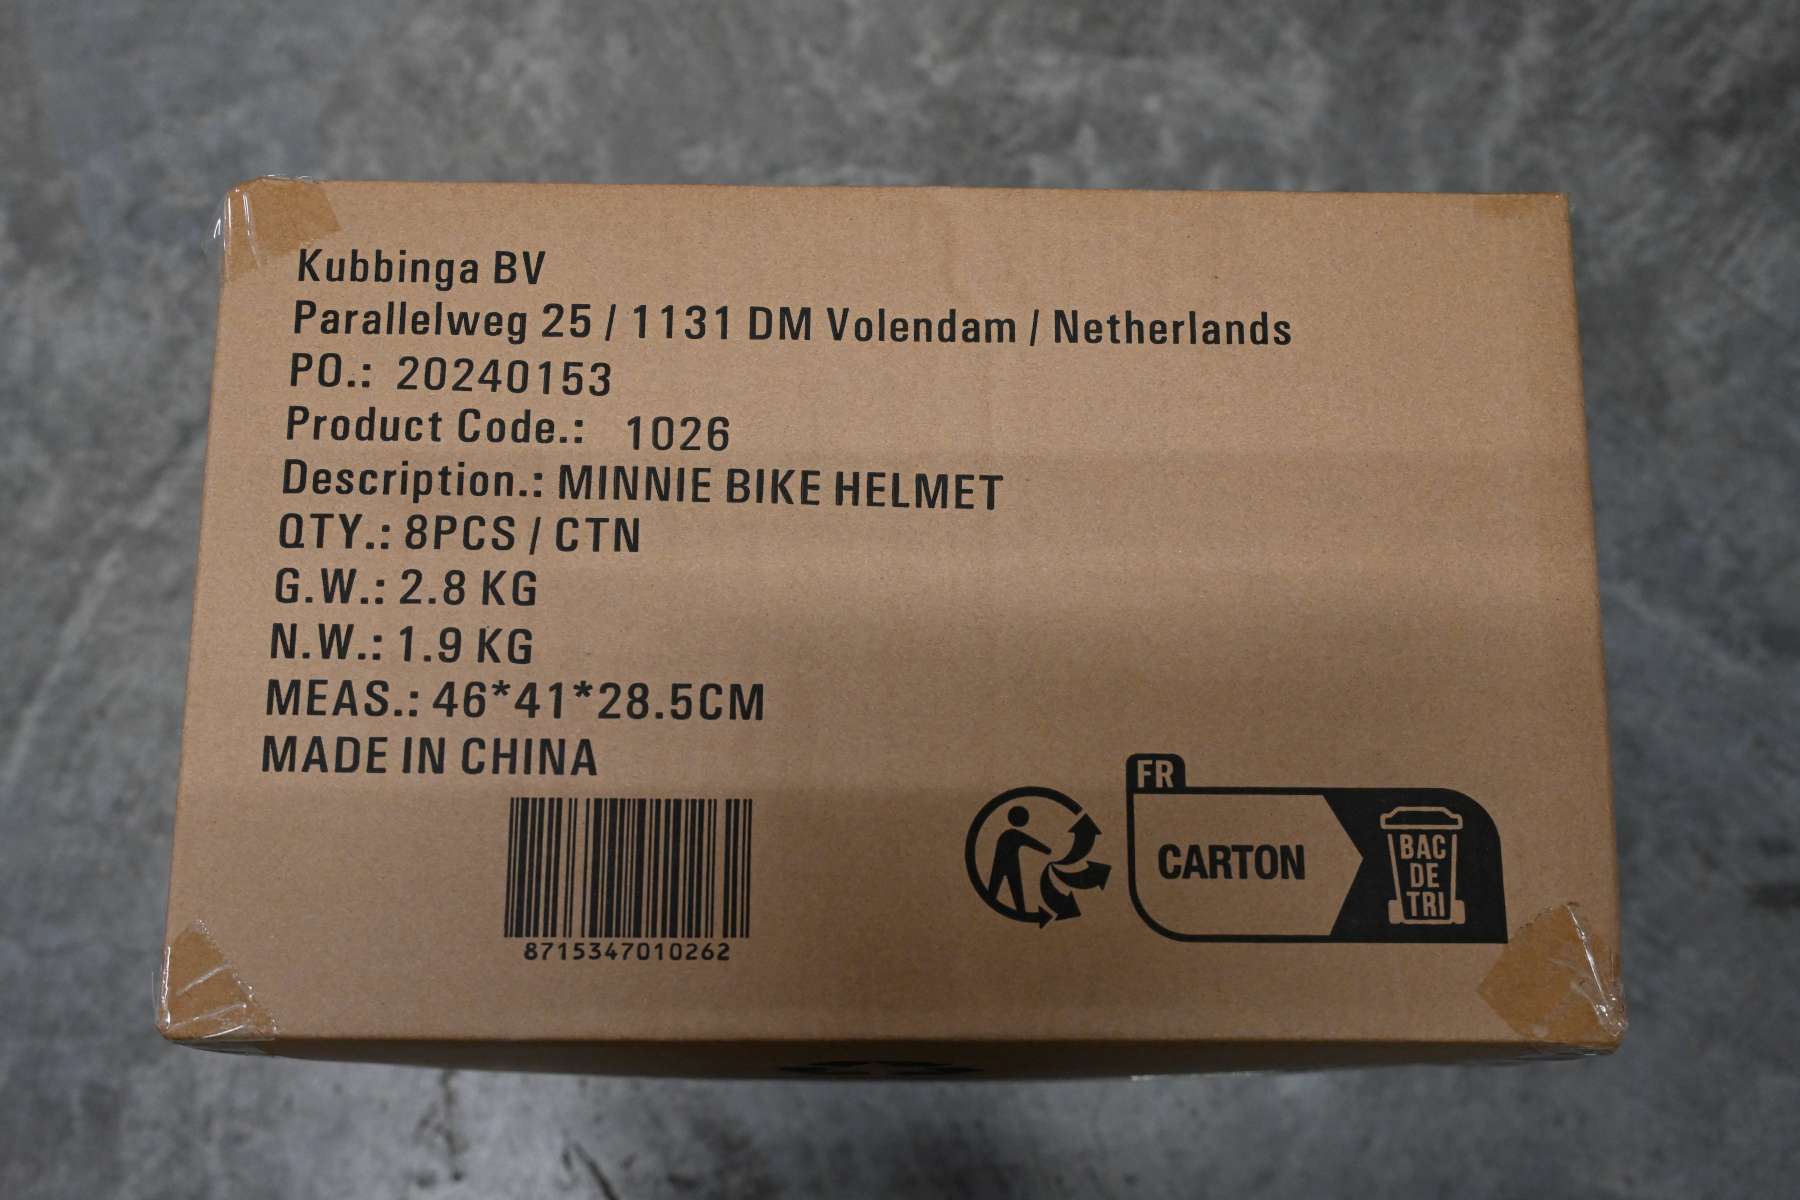 Kubbinga BV
Parallelweg 25 / 1131 DM Volendam / Netherlands
PO.: 20240153
Product Code.: 1026
Description.: MINNIE BIKE HELMET
QTY.: 8PCS / CTN
G.W.: 2.8 KG
N.W.: 1.9 KG
MEAS.: 46*41*28.5CM
MADE IN CHINA
8715347010262
FR
CARTON
BAC
DE
TRI